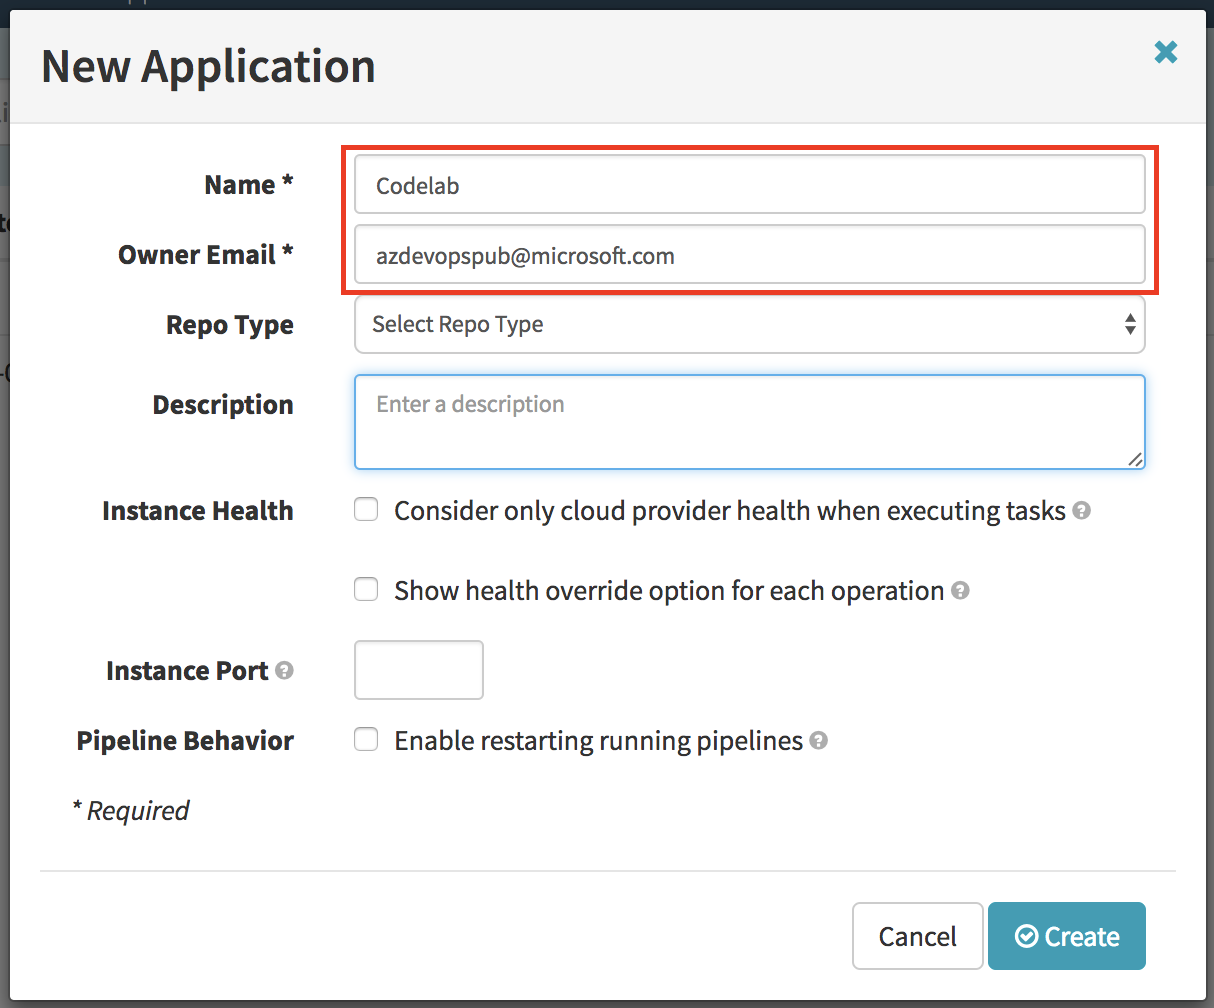 New Application
Name *
Codelab
Owner Email *
azdevopspub@microsoft.com
Repo Type
Select Repo Type
Description
Enter a description
Instance Health
Consider only cloud provider health when executing tasks
Show health override option for each operation
Instance Port
Pipeline Behavior
Enable restarting running pipelines
* Required
Cancel
Create